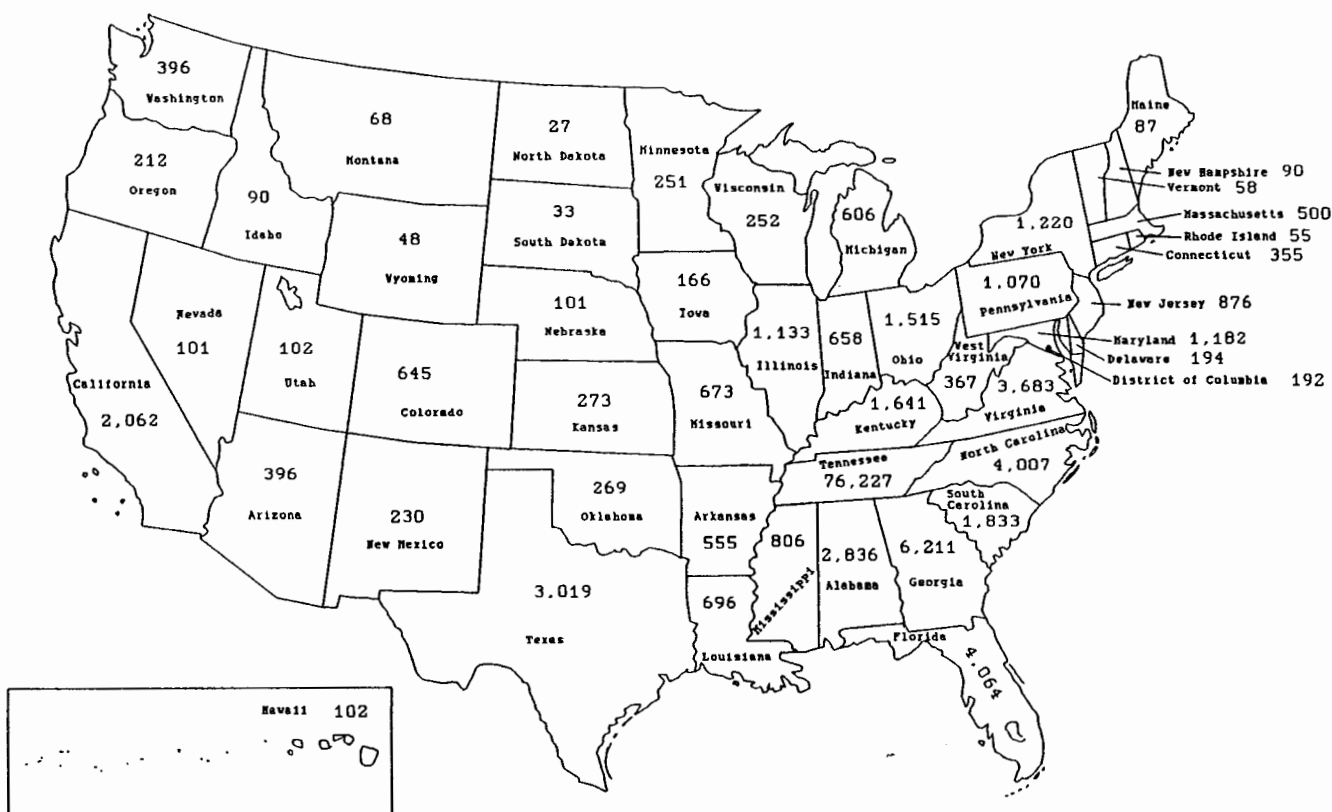 396
Washington
212
Oregon
90
Idaho
68
Montana
48
Wyoming
27
North Dakota
33
South Dakota
101
Nebraska
273
Kansas
Minnesota
251
166
Iowa
673
Missouri
Wisconsin
252
606
Michigan
1,133
Illinois
658
Indiana
1,515
Ohio
1,641
Kentucky
Nevada
101
102
Utah
645
Colorado
California
2,062
396
Arizona
230
New Mexico
269
Oklahoma
Arkansas
555
3,019
Texas
696
Louisiana
806
Mississippi
2,836
Alabama
6,211
Georgia
Florida
4,064
South
Carolina
1,833
North Carolina
4,007
Tennessee
76,227
West
Virginia
367
3,683
Virginia
1,070
Pennsylvania
1,220
New York
Maine
87
New Hampshire 90
Vermont 58
Massachusetts 500
Rhode Island 55
Connecticut 355
New Jersey 876
Maryland 1,182
Delaware 194
District of Columbia 192
Hawaii 102